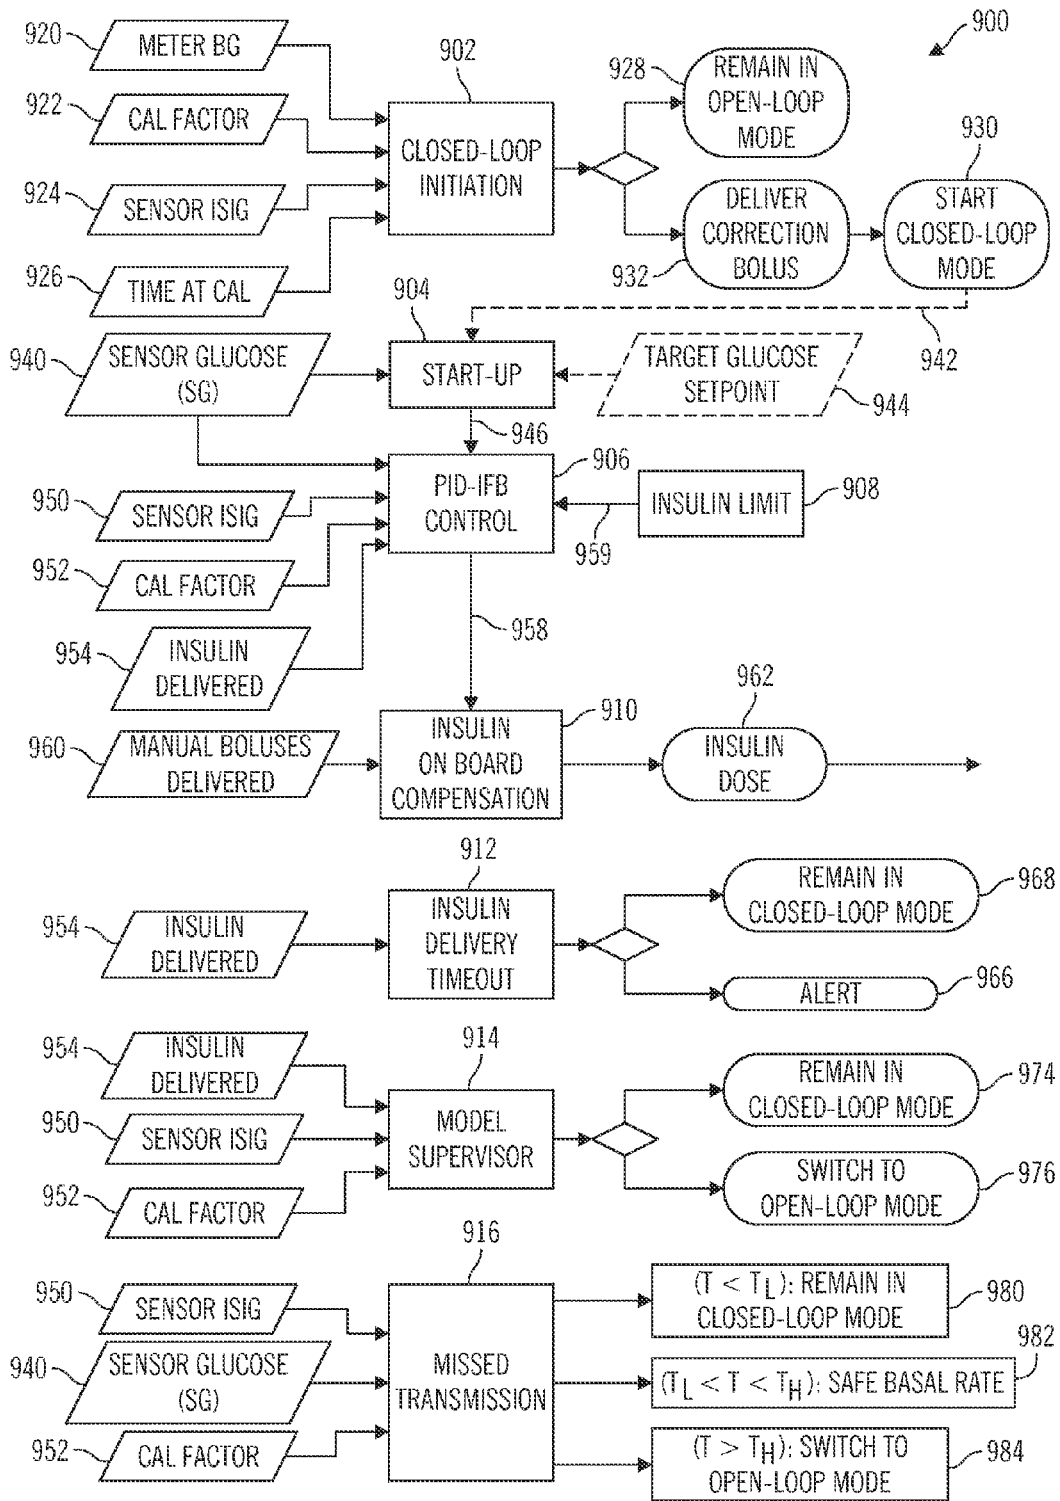 920
METER BG
902
928
REMAIN IN
OPEN-LOOP
MODE
900
922
CAL FACTOR
CLOSED-LOOP
INITIATION
930
924
SENSOR ISIG
DELIVER
CORRECTION
BOLUS
932
START
CLOSED-LOOP
MODE
926
TIME AT CAL
904
942
940
SENSOR GLUCOSE
(SG)
START-UP
TARGET GLUCOSE
SETPOINT
944
946
906
950
SENSOR ISIG
PID-IFB
CONTROL
INSULIN LIMIT
908
959
952
CAL FACTOR
958
954
INSULIN
DELIVERED
962
910
960
MANUAL BOLUSES
DELIVERED
INSULIN
ON BOARD
COMPENSATION
INSULIN
DOSE
912
954
INSULIN
DELIVERED
INSULIN
DELIVERY
TIMEOUT
REMAIN IN
CLOSED-LOOP MODE
968
ALERT
966
954
INSULIN
DELIVERED
914
950
SENSOR ISIG
MODEL
SUPERVISOR
REMAIN IN
CLOSED-LOOP MODE
974
952
CAL FACTOR
SWITCH TO
OPEN-LOOP MODE
976
916
950
SENSOR ISIG
(T < TL): REMAIN IN
CLOSED-LOOP MODE
980
940
SENSOR GLUCOSE
(SG)
MISSED
TRANSMISSION
982
(TL < T < TH): SAFE BASAL RATE
952
CAL FACTOR
(T > TH): SWITCH TO
OPEN-LOOP MODE
984